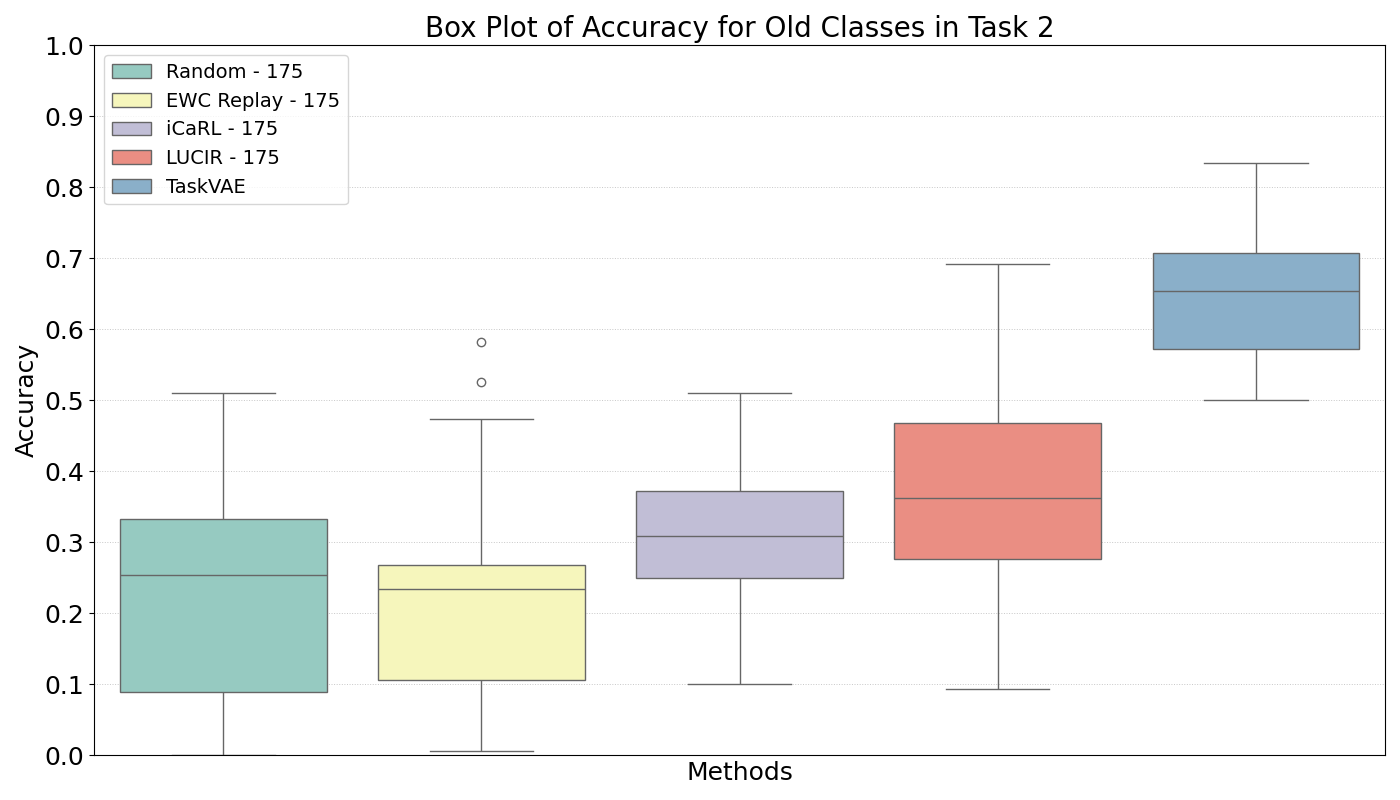 Box Plot of Accuracy for Old Classes in Task 2
1.0
0.9
0.8
0.7
0.6
0.5
0.4
0.3
0.2
0.1
0.0
Accuracy
Random - 175
EWC Replay - 175
iCaRL - 175
LUCIR - 175
TaskVAE
Methods